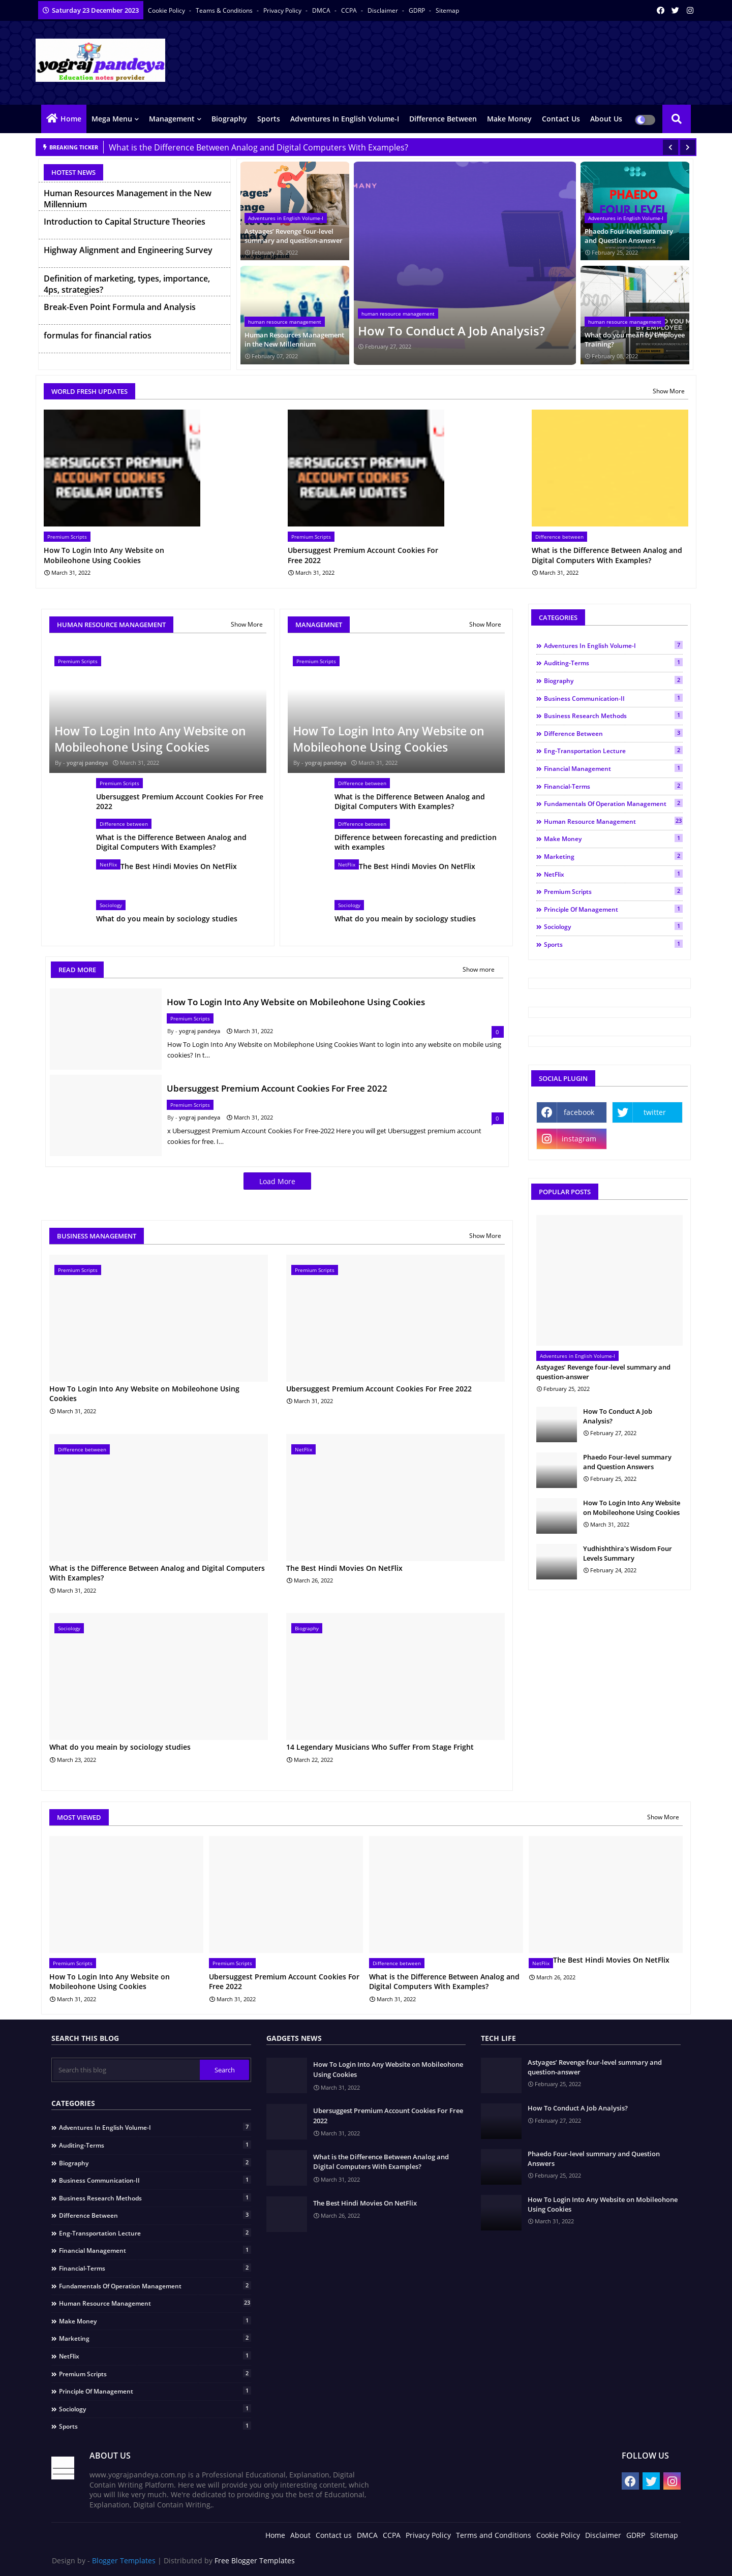 Saturday 23 December 2023
Cookie Policy - Teams & Conditions - Privacy Policy - DMCA - CCPA - Disclaimer - GDRP - Sitemap
yograj pandeya
Education notes provider
Home Mega Menu Management Biography Sports Adventures In English Volume-I Difference Between Make Money Contact Us About Us
BREAKING TICKER
What is the Difference Between Analog and Digital Computers With Examples?
HOTEST NEWS
Human Resources Management in the New Millennium
Introduction to Capital Structure Theories
Highway Alignment and Engineering Survey
Definition of marketing, types, importance, 4ps, strategies?
Break-Even Point Formula and Analysis
formulas for financial ratios
Adventures in English Volume-I
Astyages' Revenge four-level summary and question-answer
February 25, 2022
human resource management
Human Resources Management in the New Millennium
February 07, 2022
human resource management
How To Conduct A Job Analysis?
February 27, 2022
PHAEDO
FOUR LEVEL
SUMMARY
Adventures in English Volume-I
Phaedo Four-level summary and Question Answers
February 25, 2022
human resource management
What do you mean by Employee Training?
February 08, 2022
WORLD FRESH UPDATES
Show More
BERSUGGEST PREMIUM
ACCOUNT COOKIES
REGULAR UDATES
Premium Scripts
How To Login Into Any Website on Mobileohone Using Cookies
March 31, 2022
BERSUGGEST PREMIUM
ACCOUNT COOKIES
REGULAR UDATES
Premium Scripts
Ubersuggest Premium Account Cookies For Free 2022
March 31, 2022
Difference between
What is the Difference Between Analog and Digital Computers With Examples?
March 31, 2022
HUMAN RESOURCE MANAGEMENT
Show More
Premium Scripts
How To Login Into Any Website on Mobileohone Using Cookies
By - yograj pandeya March 31, 2022
Premium Scripts
Ubersuggest Premium Account Cookies For Free 2022
Difference between
What is the Difference Between Analog and Digital Computers With Examples?
NetFlix
The Best Hindi Movies On NetFlix
Sociology
What do you meain by sociology studies
MANAGEMNET
Show More
Premium Scripts
How To Login Into Any Website on Mobileohone Using Cookies
By - yograj pandeya March 31, 2022
Difference between
What is the Difference Between Analog and Digital Computers With Examples?
Difference between
Difference between forecasting and prediction with examples
NetFlix
The Best Hindi Movies On NetFlix
Sociology
What do you meain by sociology studies
READ MORE
Show more
How To Login Into Any Website on Mobileohone Using Cookies
Premium Scripts
By - yograj pandeya March 31, 2022
0
How To Login Into Any Website on Mobilephone Using Cookies Want to login into any website on mobile using cookies? In t…
Ubersuggest Premium Account Cookies For Free 2022
Premium Scripts
By - yograj pandeya March 31, 2022
0
x Ubersuggest Premium Account Cookies For Free-2022 Here you will get Ubersuggest premium account cookies for free. I…
Load More
BUSINESS MANAGEMENT
Show More
Premium Scripts
How To Login Into Any Website on Mobileohone Using Cookies
March 31, 2022
Premium Scripts
Ubersuggest Premium Account Cookies For Free 2022
March 31, 2022
Difference between
What is the Difference Between Analog and Digital Computers With Examples?
March 31, 2022
NetFlix
The Best Hindi Movies On NetFlix
March 26, 2022
Sociology
What do you meain by sociology studies
March 23, 2022
Biography
14 Legendary Musicians Who Suffer From Stage Fright
March 22, 2022
CATEGORIES
Adventures In English Volume-I 7
Auditing-Terms 1
Biography 2
Business Communication-II 1
Business Research Methods 1
Difference Between 3
Eng-Transportation Lecture 2
Financial Management 1
Financial-Terms 2
Fundamentals Of Operation Management 2
Human Resource Management 23
Make Money 1
Marketing 2
NetFlix 1
Premium Scripts 2
Principle Of Management 1
Sociology 1
Sports 1
SOCIAL PLUGIN
facebook
twitter
instagram
POPULAR POSTS
Adventures in English Volume-I
Astyages' Revenge four-level summary and question-answer
February 25, 2022
How To Conduct A Job Analysis?
February 27, 2022
Phaedo Four-level summary and Question Answers
February 25, 2022
How To Login Into Any Website on Mobileohone Using Cookies
March 31, 2022
Yudhishthira's Wisdom Four Levels Summary
February 24, 2022
MOST VIEWED
Show More
Premium Scripts
How To Login Into Any Website on Mobileohone Using Cookies
March 31, 2022
Premium Scripts
Ubersuggest Premium Account Cookies For Free 2022
March 31, 2022
Difference between
What is the Difference Between Analog and Digital Computers With Examples?
March 31, 2022
NetFlix
The Best Hindi Movies On NetFlix
March 26, 2022
SEARCH THIS BLOG
Search this blog
Search
CATEGORIES
Adventures In English Volume-I 7
Auditing-Terms 1
Biography 2
Business Communication-II 1
Business Research Methods 1
Difference Between 3
Eng-Transportation Lecture 2
Financial Management 1
Financial-Terms 2
Fundamentals Of Operation Management 2
Human Resource Management 23
Make Money 1
Marketing 2
NetFlix 1
Premium Scripts 2
Principle Of Management 1
Sociology 1
Sports 1
GADGETS NEWS
How To Login Into Any Website on Mobileohone Using Cookies
March 31, 2022
Ubersuggest Premium Account Cookies For Free 2022
March 31, 2022
What is the Difference Between Analog and Digital Computers With Examples?
March 31, 2022
The Best Hindi Movies On NetFlix
March 26, 2022
TECH LIFE
Astyages' Revenge four-level summary and question-answer
February 25, 2022
How To Conduct A Job Analysis?
February 27, 2022
Phaedo Four-level summary and Question Answers
February 25, 2022
How To Login Into Any Website on Mobileohone Using Cookies
March 31, 2022
ABOUT US
www.yograjpandeya.com.np is a Professional Educational, Explanation, Digital
Contain Writing Platform. Here we will provide you only interesting content, which
you will like very much. We're dedicated to providing you the best of Educational,
Explanation, Digital Contain Writing,.
FOLLOW US
Home About Contact us DMCA CCPA Privacy Policy Terms and Conditions Cookie Policy Disclaimer GDRP Sitemap
Design by - Blogger Templates | Distributed by Free Blogger Templates